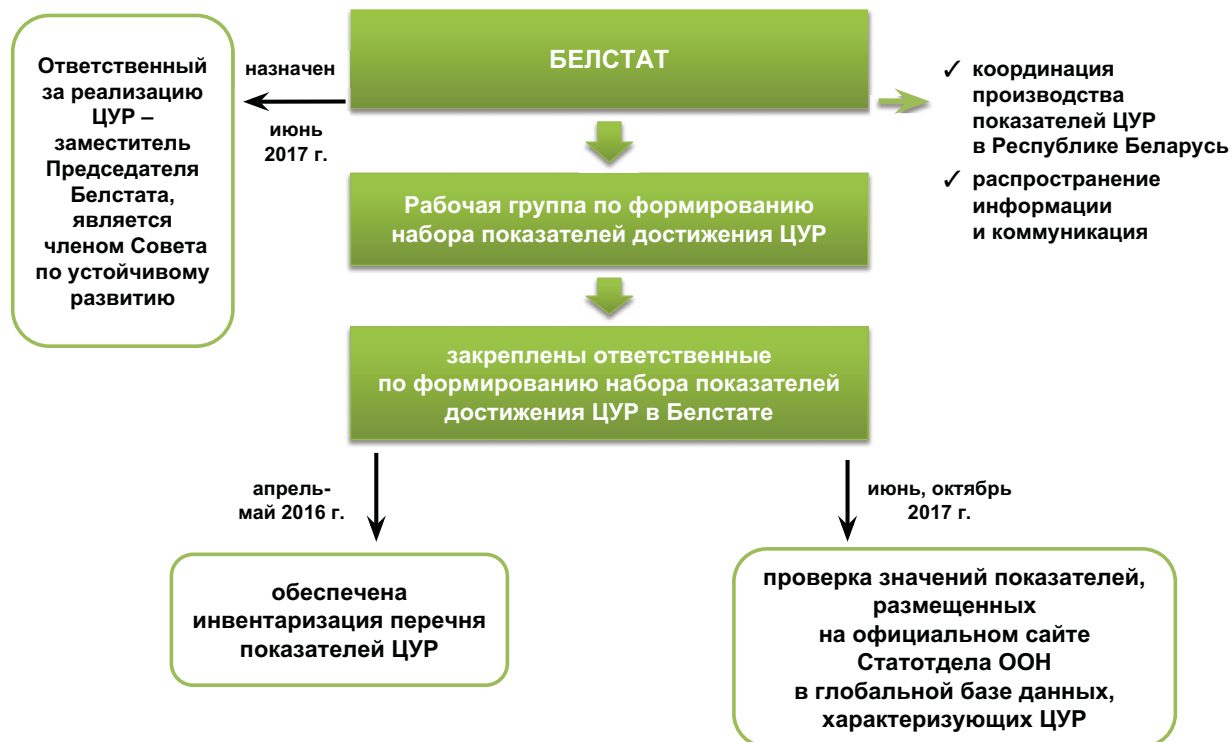 БЕЛСТАТ
Ответственный
за реализацию
ЦУР –
заместитель
Председателя
Белстата,
является
членом Совета
по устойчивому
развитию
назначен
июнь
2017 г.
✓ координация
производства
показателей ЦУР
в Республике Беларусь
✓ распространение
информации
и коммуникация
Рабочая группа по формированию
набора показателей достижения ЦУР
закреплены ответственные
по формированию набора показателей
достижения ЦУР в Белстате
апрель-
май 2016 г.
июнь, октябрь
2017 г.
обеспечена
инвентаризация перечня
показателей ЦУР
проверка значений показателей,
размещенных
на официальном сайте
Статотдела ООН
в глобальной базе данных,
характеризующих ЦУР